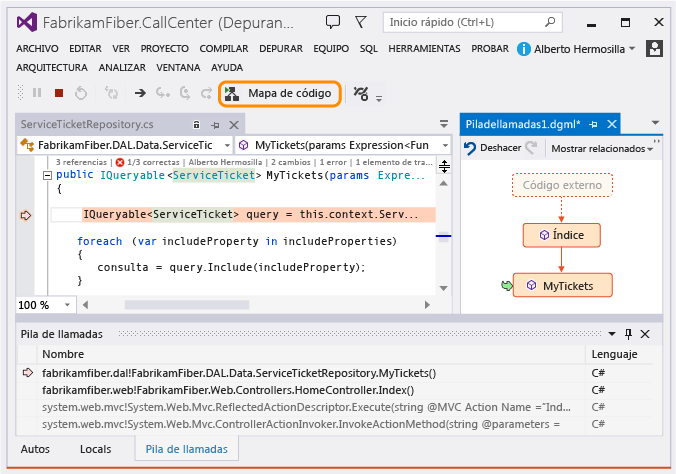 FabrikamFiber.CallCenter (Depuran...
Inicio rápido (Ctrl+L)
ARCHIVO EDITAR VER PROYECTO COMPILAR DEPURAR EQUIPO SQL HERRAMIENTAS PROBAR Alberto Hermosilla
ARQUITECTURA ANALIZAR VENTANA AYUDA
Mapa de código
ServiceTicketRepository.cs
Piladellamadas1.dgml*
FabrikamFiber.DAL.Data.ServiceTic
MyTickets(params Expression<Fun
Deshacer
Mostrar relacionados
3 referencias | 1/3 correctas | Alberto Hermosilla | 2 cambios | 1 error | 1 elemento de tra...
public IQueryable<ServiceTicket> MyTickets(params Expre...
{
IQueryable<ServiceTicket> query = this.context.Serv...
foreach (var includeProperty in includeProperties)
{
consulta = query.Include(includeProperty);
}
100 %
Código externo
Índice
MyTickets
Pila de llamadas
Nombre Lenguaje
fabrikamfiber.dal!FabrikamFiber.DAL.Data.ServiceTicketRepository.MyTickets() C#
fabrikamfiber.web!FabrikamFiber.Web.Controllers.HomeController.Index() C#
system.web.mvc!System.Web.Mvc.ReflectedActionDescriptor.Execute(string @MVC Action Name ="Ind... C#
system.web.mvc!System.Web.Mvc.ControllerActionInvoker.InvokeActionMethod(string @parameters = C#
Autos Locals Pila de llamadas